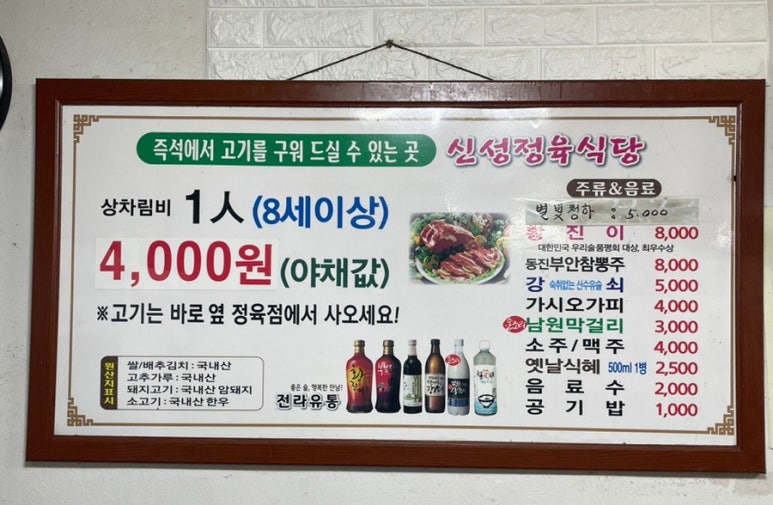 즉석에서 고기를 구워 드실 수 있는 곳 신성정육식당
상차림비 1人 (8세이상)
4,000원 (야채값)
※고기는 바로 옆 정육점에서 사오세요!
원산지표시
쌀/배추김치 : 국내산
고추가루 : 국내산
돼지고기 : 국내산 암돼지
소고기 : 국내산 한우
좋은 술, 행복한 만남!
전라유통
주류&음료
별빛청하 : 5.000
황진이 8,000
대한민국 우리술품평회 대상, 최우수상
동진부안참뽕주 8,000
강 숙취없는 산수유술 쇠 5,000
가시오가피 4,000
남원막걸리 3,000
소주/맥주 4,000
옛날식혜 500ml 1병 2,500
음료수 2,000
공기밥 1,000